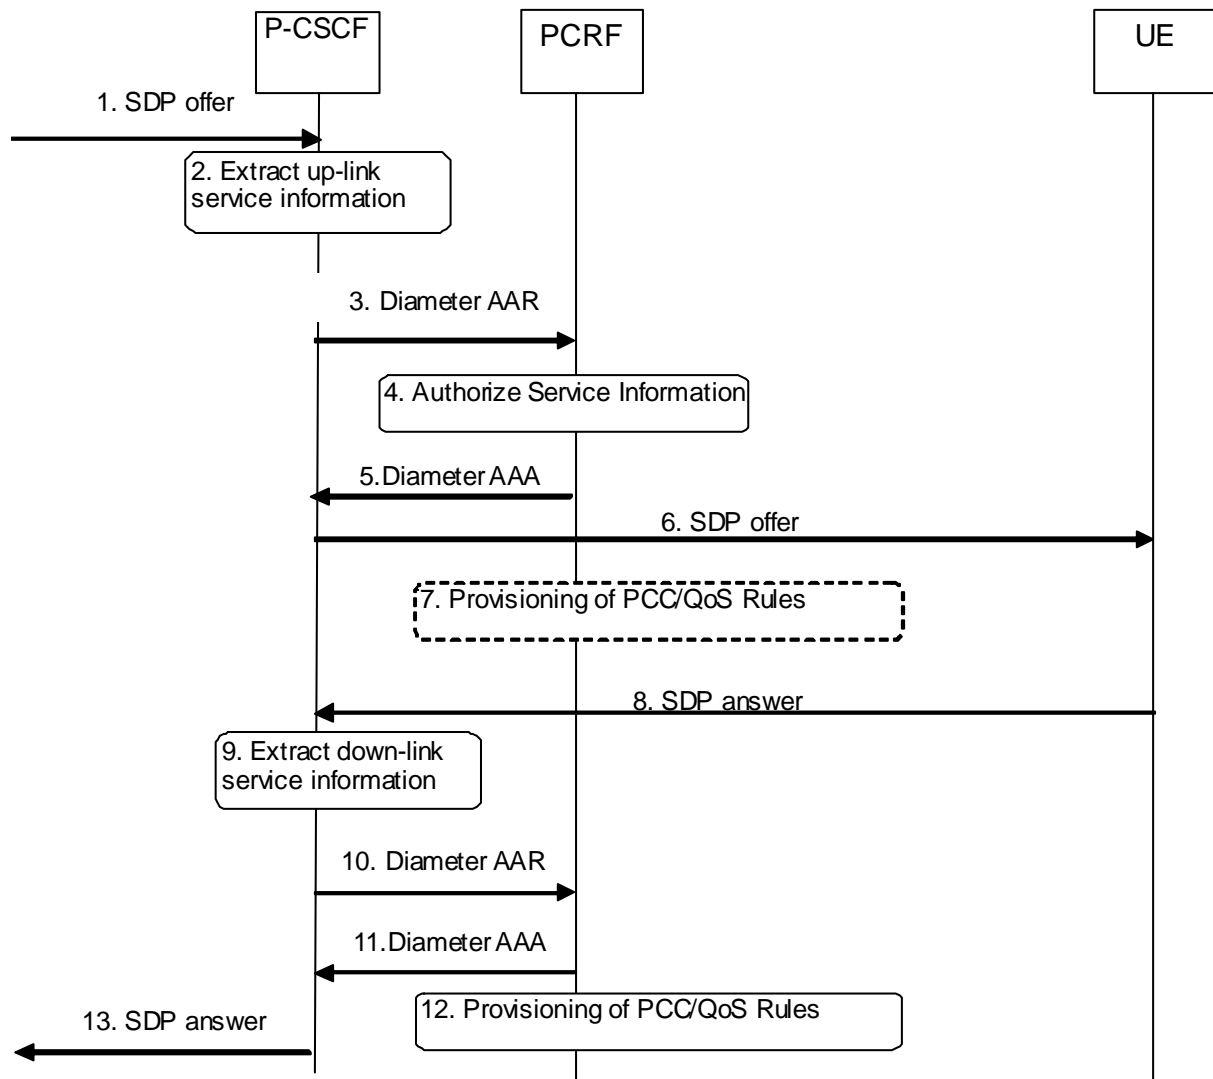 P-CSCF
PCRF
UE
1. SDP offer
2. Extract up-link
service information
3. Diameter AAR
4. Authorize Service Information
5.Diameter AAA
6. SDP offer
7. Provisioning of PCC/QoS Rules
8. SDP answer
9. Extract down-link
service information
10. Diameter AAR
11.Diameter AAA
12. Provisioning of PCC/QoS Rules
13. SDP answer